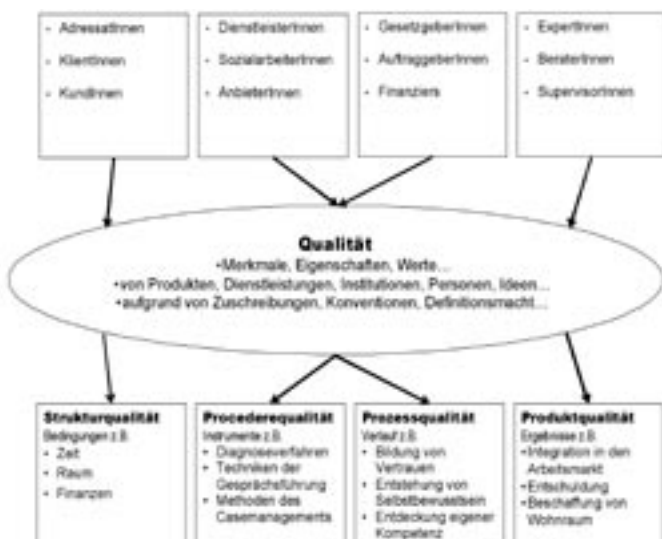 - AdressatInnen
- KlientInnen
- KundInnen
- DienstleisterInnen
- SozialarbeiterInnen
- AnbieterInnen
- GesetzgeberInnen
- AuftraggeberInnen
- Finanziers
- ExpertInnen
- BeraterInnen
- SupervisorInnen
Qualität
•Merkmale, Eigenschaften, Werte...
•von Produkten, Dienstleistungen, Institutionen, Personen, Ideen...
•aufgrund von Zuschreibungen, Konventionen, Definitionsmacht...
Strukturqualität
Bedingungen z.B.
• Zeit
• Raum
• Finanzen
Procederequalität
Instrumente z.B.
• Diagnoseverfahren
• Techniken der
Gesprächsführung
• Methoden des
Casemanagements
Prozessqualität
Verlauf z.B.
• Bildung von
Vertrauen
• Entstehung von
Selbstbewusstsein
• Entdeckung eigener
Kompetenz
Produktqualität
Ergebnisse z.B.
•Integration in den
Arbeitsmarkt
•Entschuldung
•Beschaffung von
Wohnraum